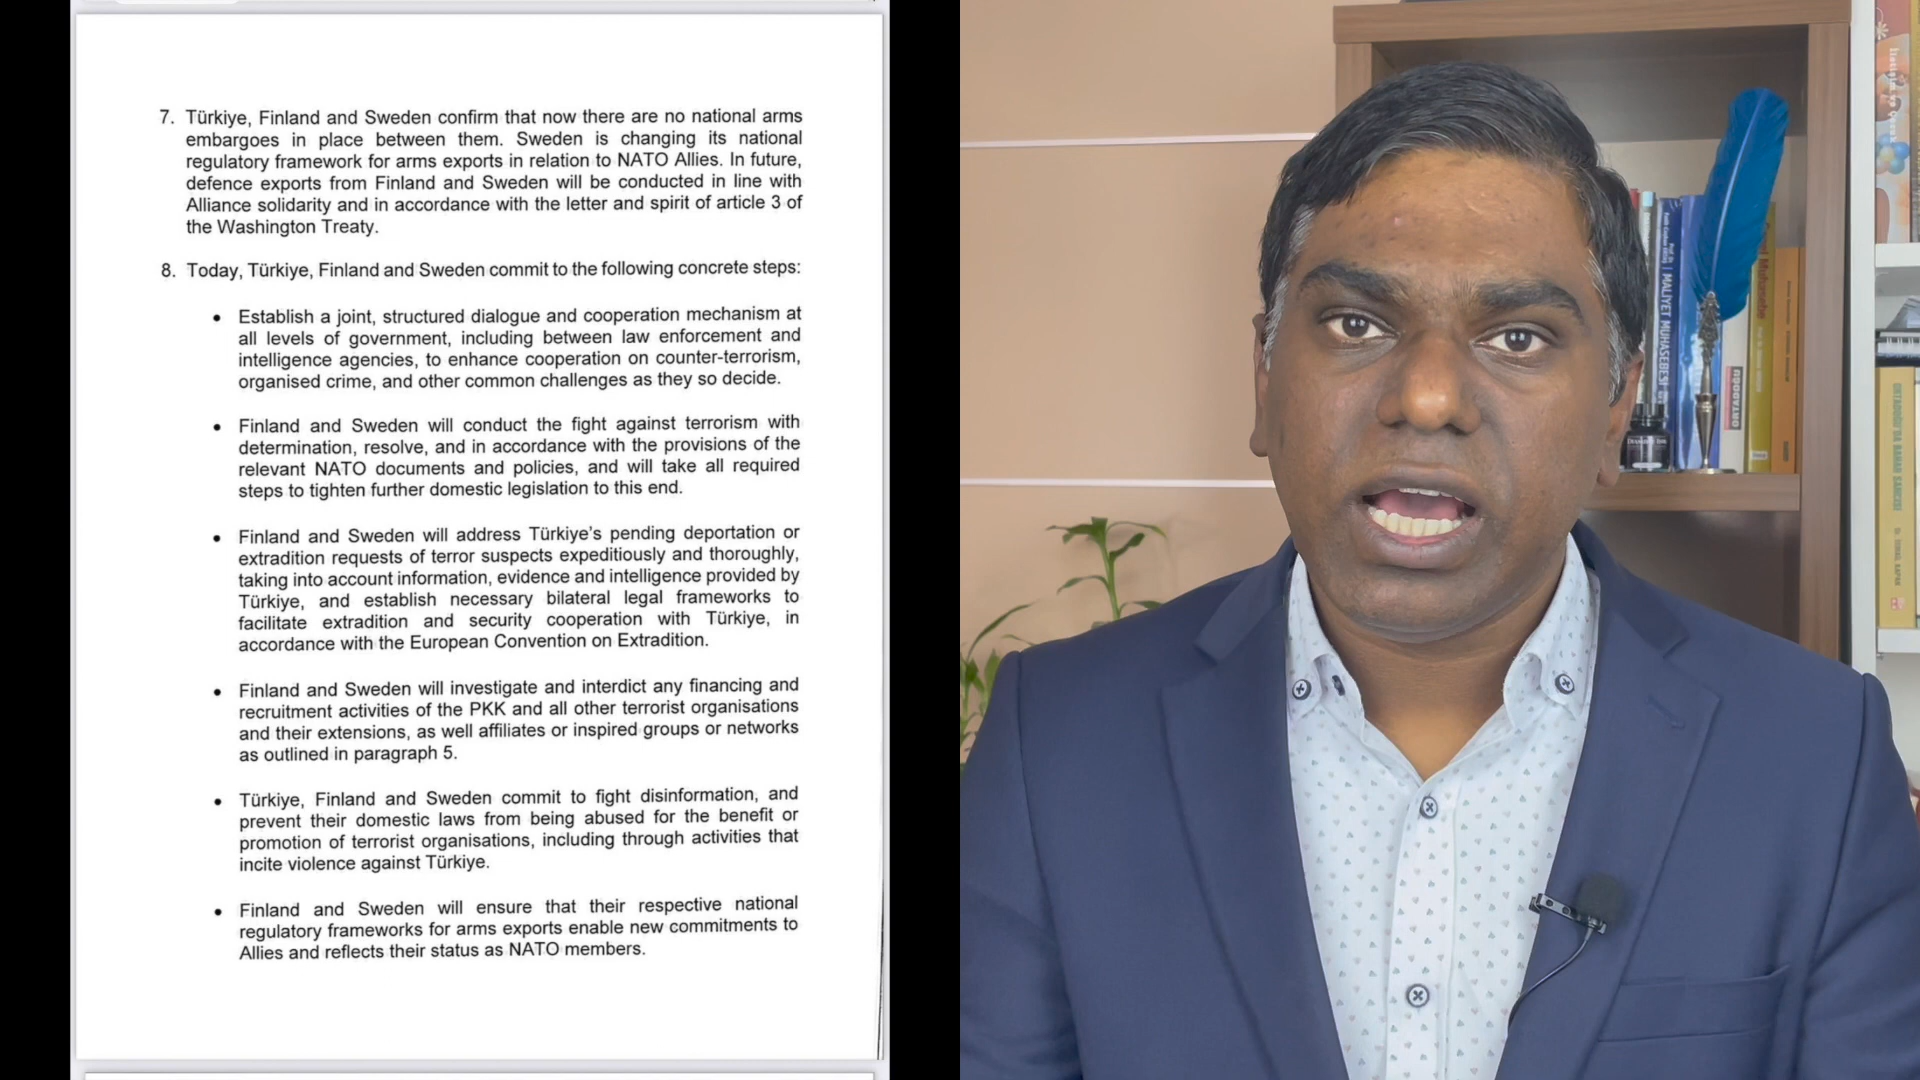 7. Türkiye, Finland and Sweden confirm that now there are no national arms
embargoes in place between them. Sweden is changing its national
regulatory framework for arms exports in relation to NATO Allies. In future,
defence exports from Finland and Sweden will be conducted in line with
Alliance solidarity and in accordance with the letter and spirit of article 3 of
the Washington Treaty.
8. Today, Türkiye, Finland and Sweden commit to the following concrete steps:
• Establish a joint, structured dialogue and cooperation mechanism at
all levels of government, including between law enforcement and
intelligence agencies, to enhance cooperation on counter-terrorism,
organised crime, and other common challenges as they so decide.
• Finland and Sweden will conduct the fight against terrorism with
determination, resolve, and in accordance with the provisions of the
relevant NATO documents and policies, and will take all required
steps to tighten further domestic legislation to this end.
• Finland and Sweden will address Türkiye's pending deportation or
extradition requests of terror suspects expeditiously and thoroughly,
taking into account information, evidence and intelligence provided by
Türkiye, and establish necessary bilateral legal frameworks to
facilitate extradition and security cooperation with Türkiye, in
accordance with the European Convention on Extradition.
• Finland and Sweden will investigate and interdict any financing and
recruitment activities of the PKK and all other terrorist organisations
and their extensions, as well affiliates or inspired groups or networks
as outlined in paragraph 5.
• Türkiye, Finland and Sweden commit to fight disinformation, and
prevent their domestic laws from being abused for the benefit or
promotion of terrorist organisations, including through activities that
incite violence against Türkiye.
• Finland and Sweden will ensure that their respective national
regulatory frameworks for arms exports enable new commitments to
Allies and reflects their status as NATO members.
MALİYET MUHASEBESİ
ORTADOĞU